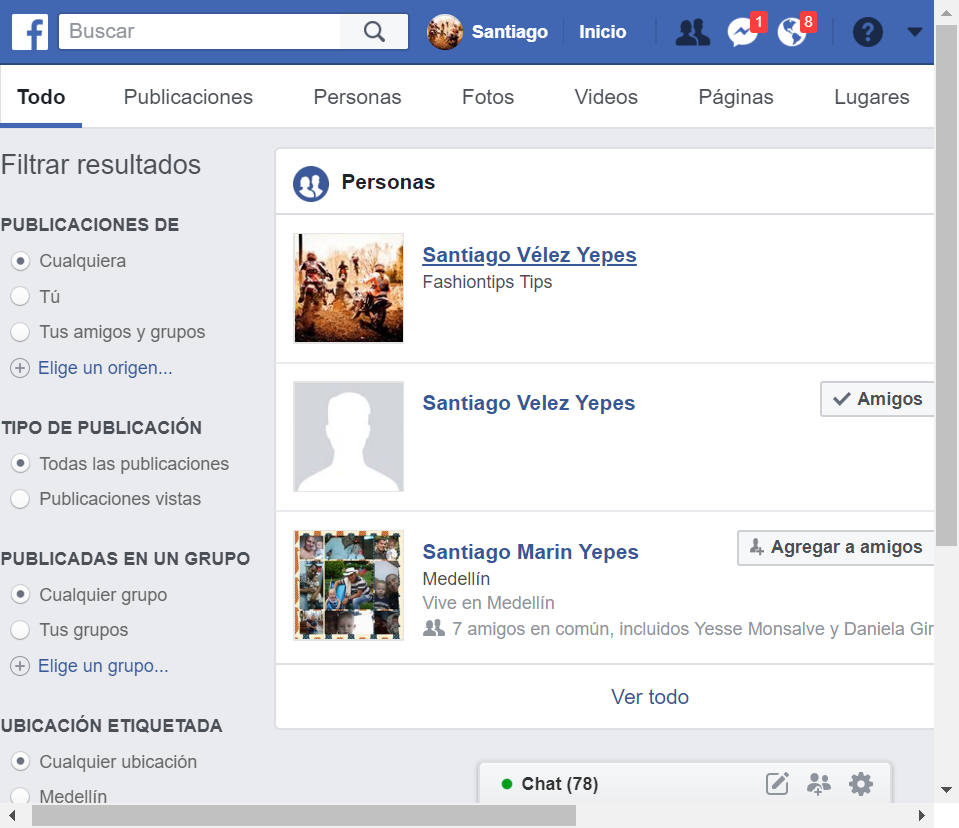 Buscar
Santiago
Inicio
1
8
Todo
Publicaciones
Personas
Fotos
Videos
Páginas
Lugares
Filtrar resultados
PUBLICACIONES DE
Cualquiera
Tú
Tus amigos y grupos
Elige un origen...
TIPO DE PUBLICACIÓN
Todas las publicaciones
Publicaciones vistas
PUBLICADAS EN UN GRUPO
Cualquier grupo
Tus grupos
Elige un grupo...
UBICACIÓN ETIQUETADA
Cualquier ubicación
Medellín
Personas
Santiago Vélez Yepes
Fashiontips Tips
Santiago Velez Yepes
Amigos
Santiago Marin Yepes
Agregar a amigos
Medellín
Vive en Medellín
7 amigos en común, incluidos Yesse Monsalve y Daniela Gir
Ver todo
Chat (78)